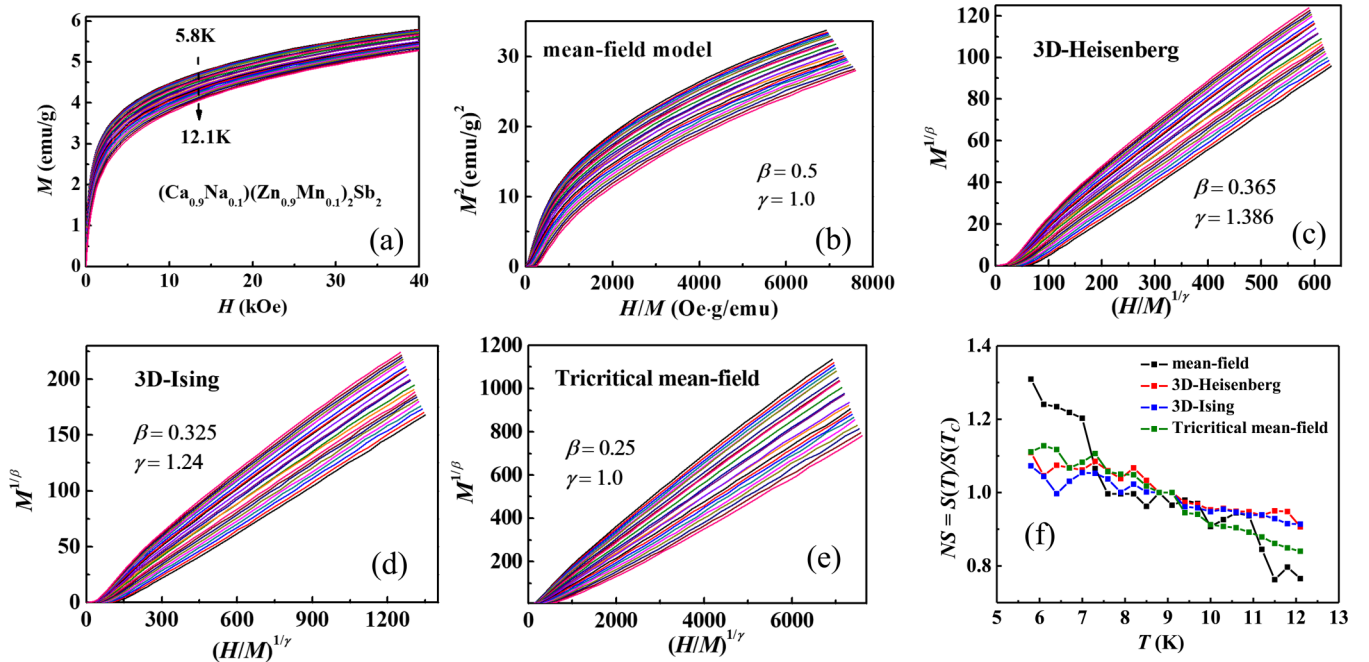 6
5
4
3
2
1
0
M (emu/g)
5.8K
12.1K
(Ca0.9Na0.1)(Zn0.9Mn0.1)2Sb2
(a)
0 10 20 30 40
H (kOe)
30
20
10
0
M2(emu/g)2
mean-field model
β = 0.5
γ = 1.0
(b)
0 2000 4000 6000 8000
H/M (Oe·g/emu)
120
100
80
60
40
20
0
M1/β
3D-Heisenberg
β = 0.365
γ = 1.386
(c)
0 100 200 300 400 500 600
(H/M)1/γ
200
150
100
50
0
M1/β
3D-Ising
β = 0.325
γ = 1.24
(d)
0 300 600 900 1200
(H/M)1/γ
1200
1000
800
600
400
200
M1/β
Tricritical mean-field
β = 0.25
γ = 1.0
(e)
0 2000 4000 6000
(H/M)1/γ
1.4
1.2
1.0
0.8
NS = S(T)/S(TC)
mean-field
3D-Heisenberg
3D-Ising
Tricritical mean-field
(f)
5 6 7 8 9 10 11 12 13
T (K)